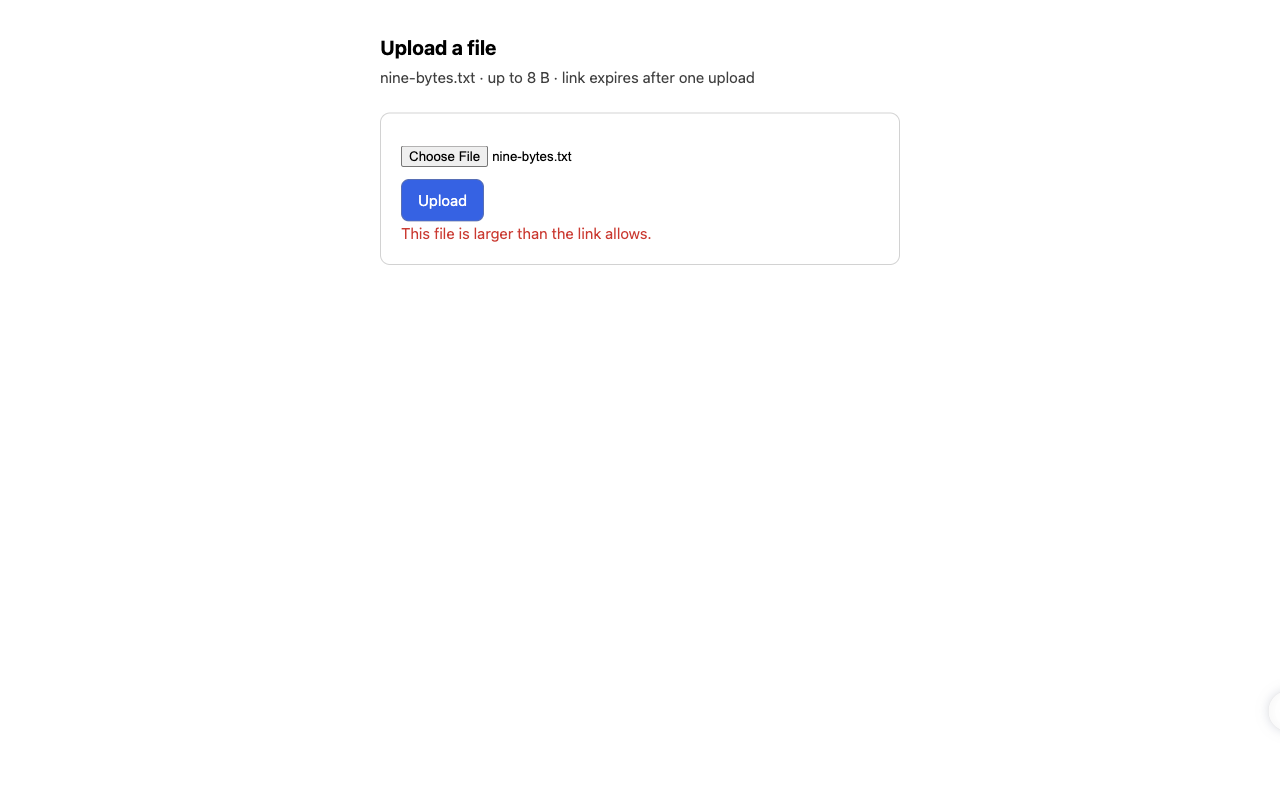 Upload a file
nine-bytes.txt · up to 8 B · link expires after one upload
Choose File nine-bytes.txt
Upload
This file is larger than the link allows.